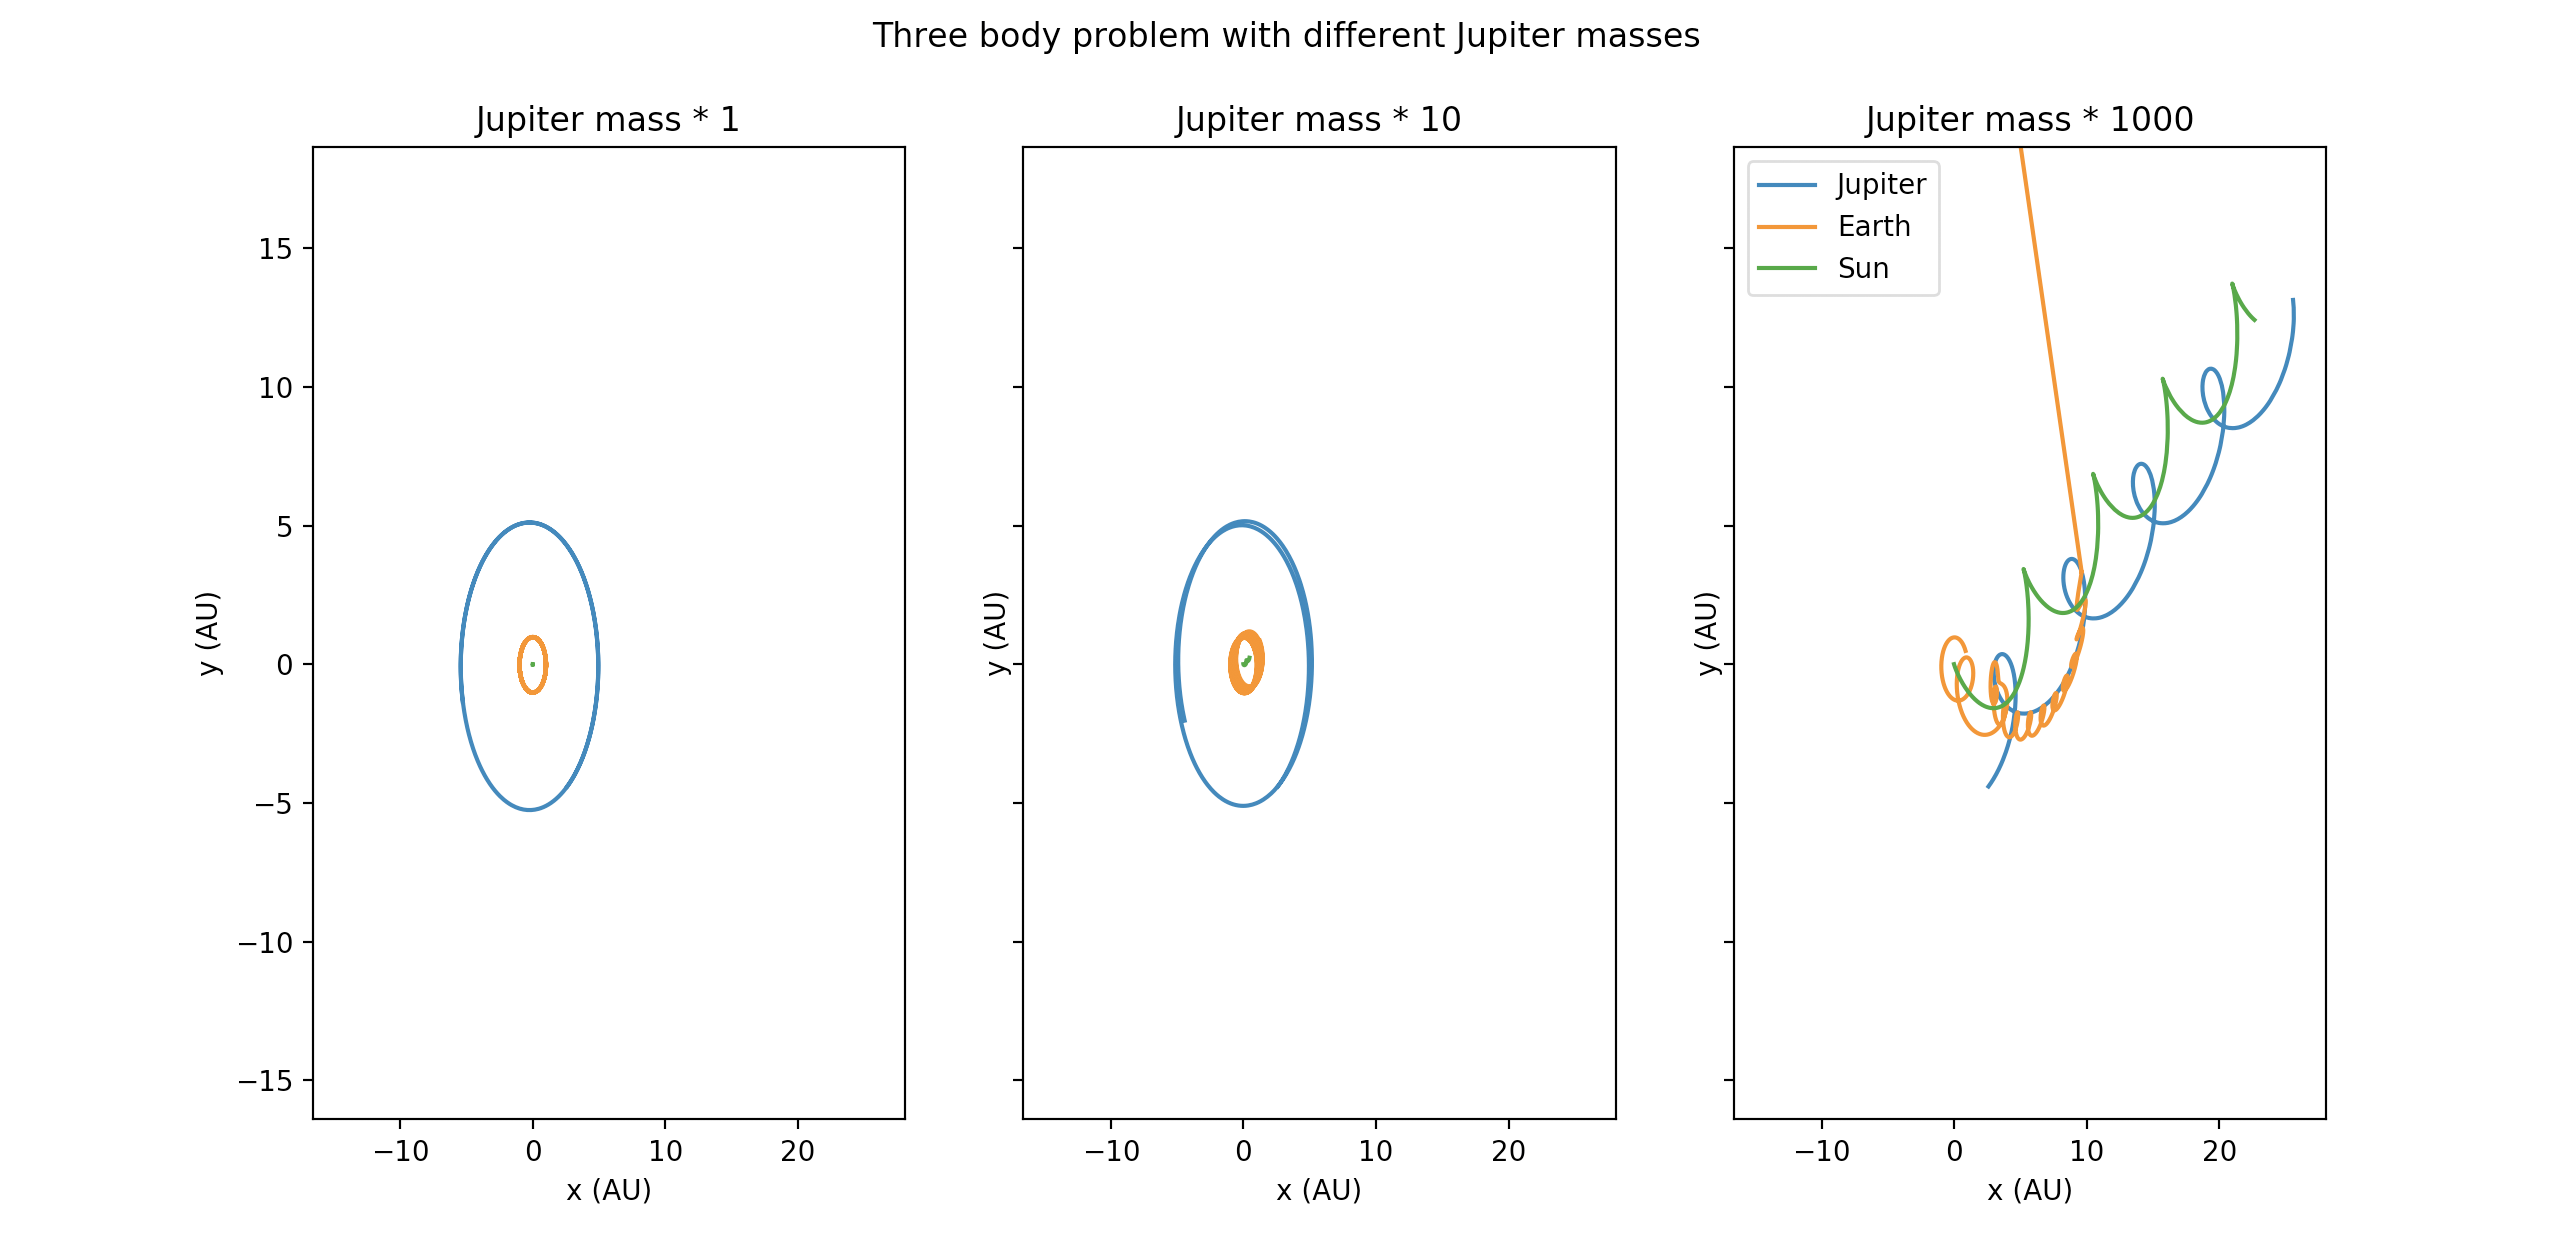 Three body problem with different Jupiter masses
Jupiter mass * 1
15
10
5
0
−5
−10
−15
y (AU)
−10 0 10 20
x (AU)
Jupiter mass * 10
y (AU)
−10 0 10 20
x (AU)
Jupiter mass * 1000
Jupiter
Earth
Sun
y (AU)
−10 0 10 20
x (AU)